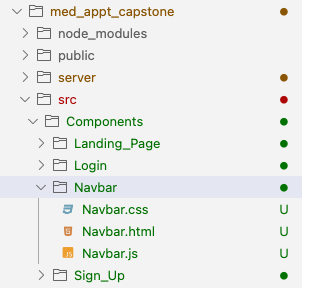 med_appt_capstone
node_modules
public
server
src
Components
Landing_Page
Login
Navbar
Navbar.css U
Navbar.html U
Navbar.js U
Sign_Up